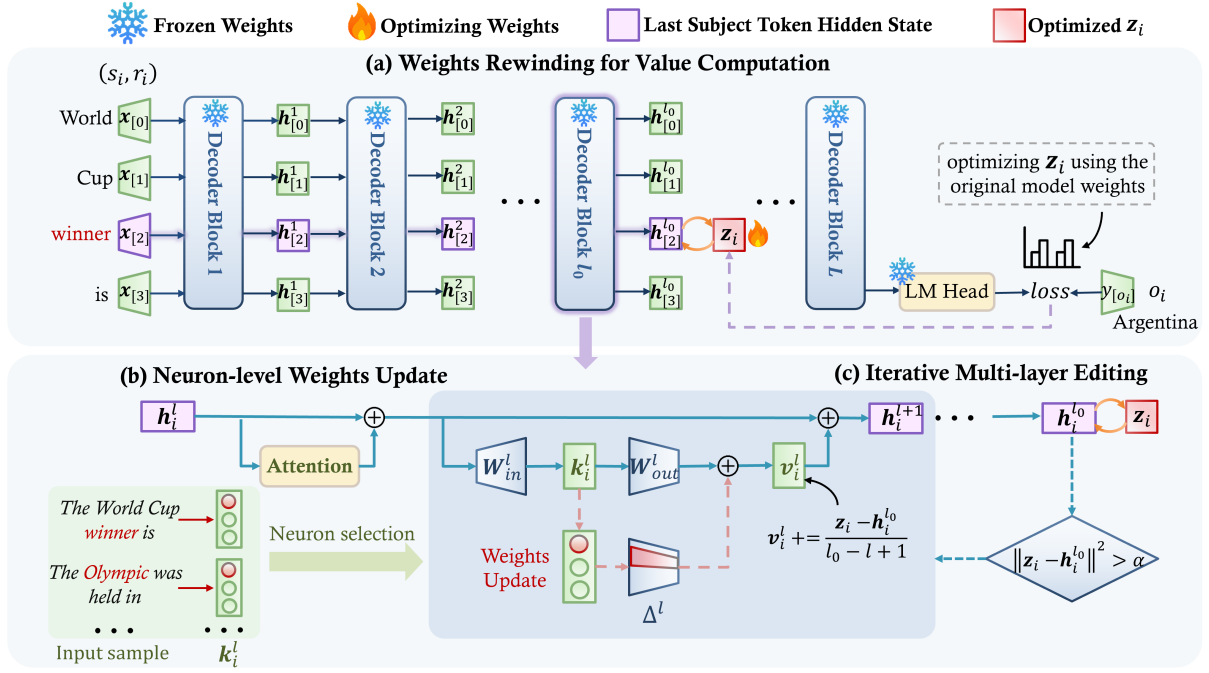 Frozen Weights
Optimizing Weights
Last Subject Token Hidden State
Optimized z_i
(a) Weights Rewinding for Value Computation
(s_i, r_i)
World x_[0]
Cup x_[1]
winner x_[2]
is x_[3]
Decoder Block 1
h^1_[0]
h^1_[1]
h^1_[2]
h^1_[3]
Decoder Block 2
h^2_[0]
h^2_[1]
h^2_[2]
h^2_[3]
• • •
Decoder Block l_0
h^{l_0}_[0]
h^{l_0}_[1]
h^{l_0}_[2]
h^{l_0}_[3]
z_i
• • •
Decoder Block L
optimizing z_i using the
original model weights
LM Head
loss
y_[o_i]
o_i
Argentina
(b) Neuron-level Weights Update
(c) Iterative Multi-layer Editing
h^l_i
+
Attention
W^l_in
k^l_i
W^l_out
+
v^l_i
+
h^{l+1}_i
• • •
h^{l_0}_i
z_i
v^l_i += (z_i − h^{l_0}_i) / (l_0 − l + 1)
‖z_i − h^{l_0}_i‖^2 > α
Weights
Update
Δ^l
Neuron selection
The World Cup
winner is
The Olympic was
held in
• • •
• • •
Input sample
k^l_i